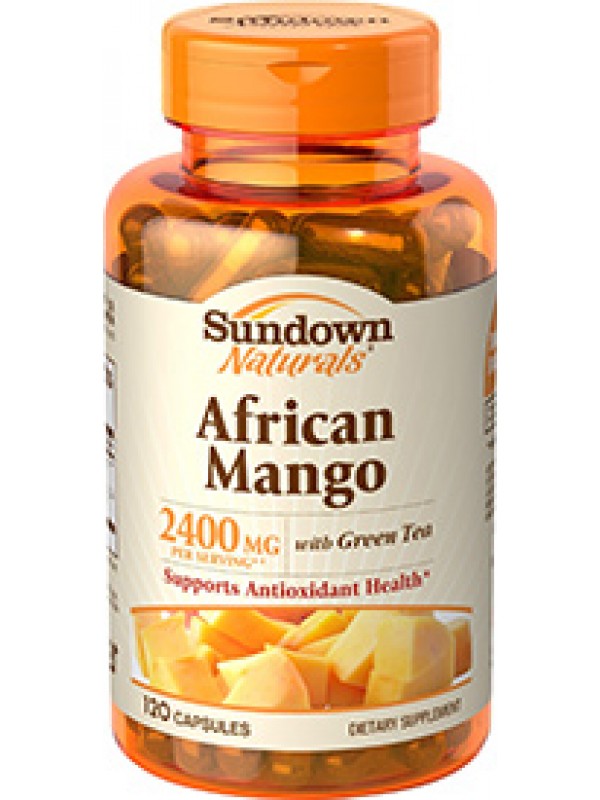 Sundown
Naturals®
African
Mango
2400 MG
PER SERVING**
with Green Tea
Supports Antioxidant Health*
120 CAPSULES
DIETARY SUPPLEMENT